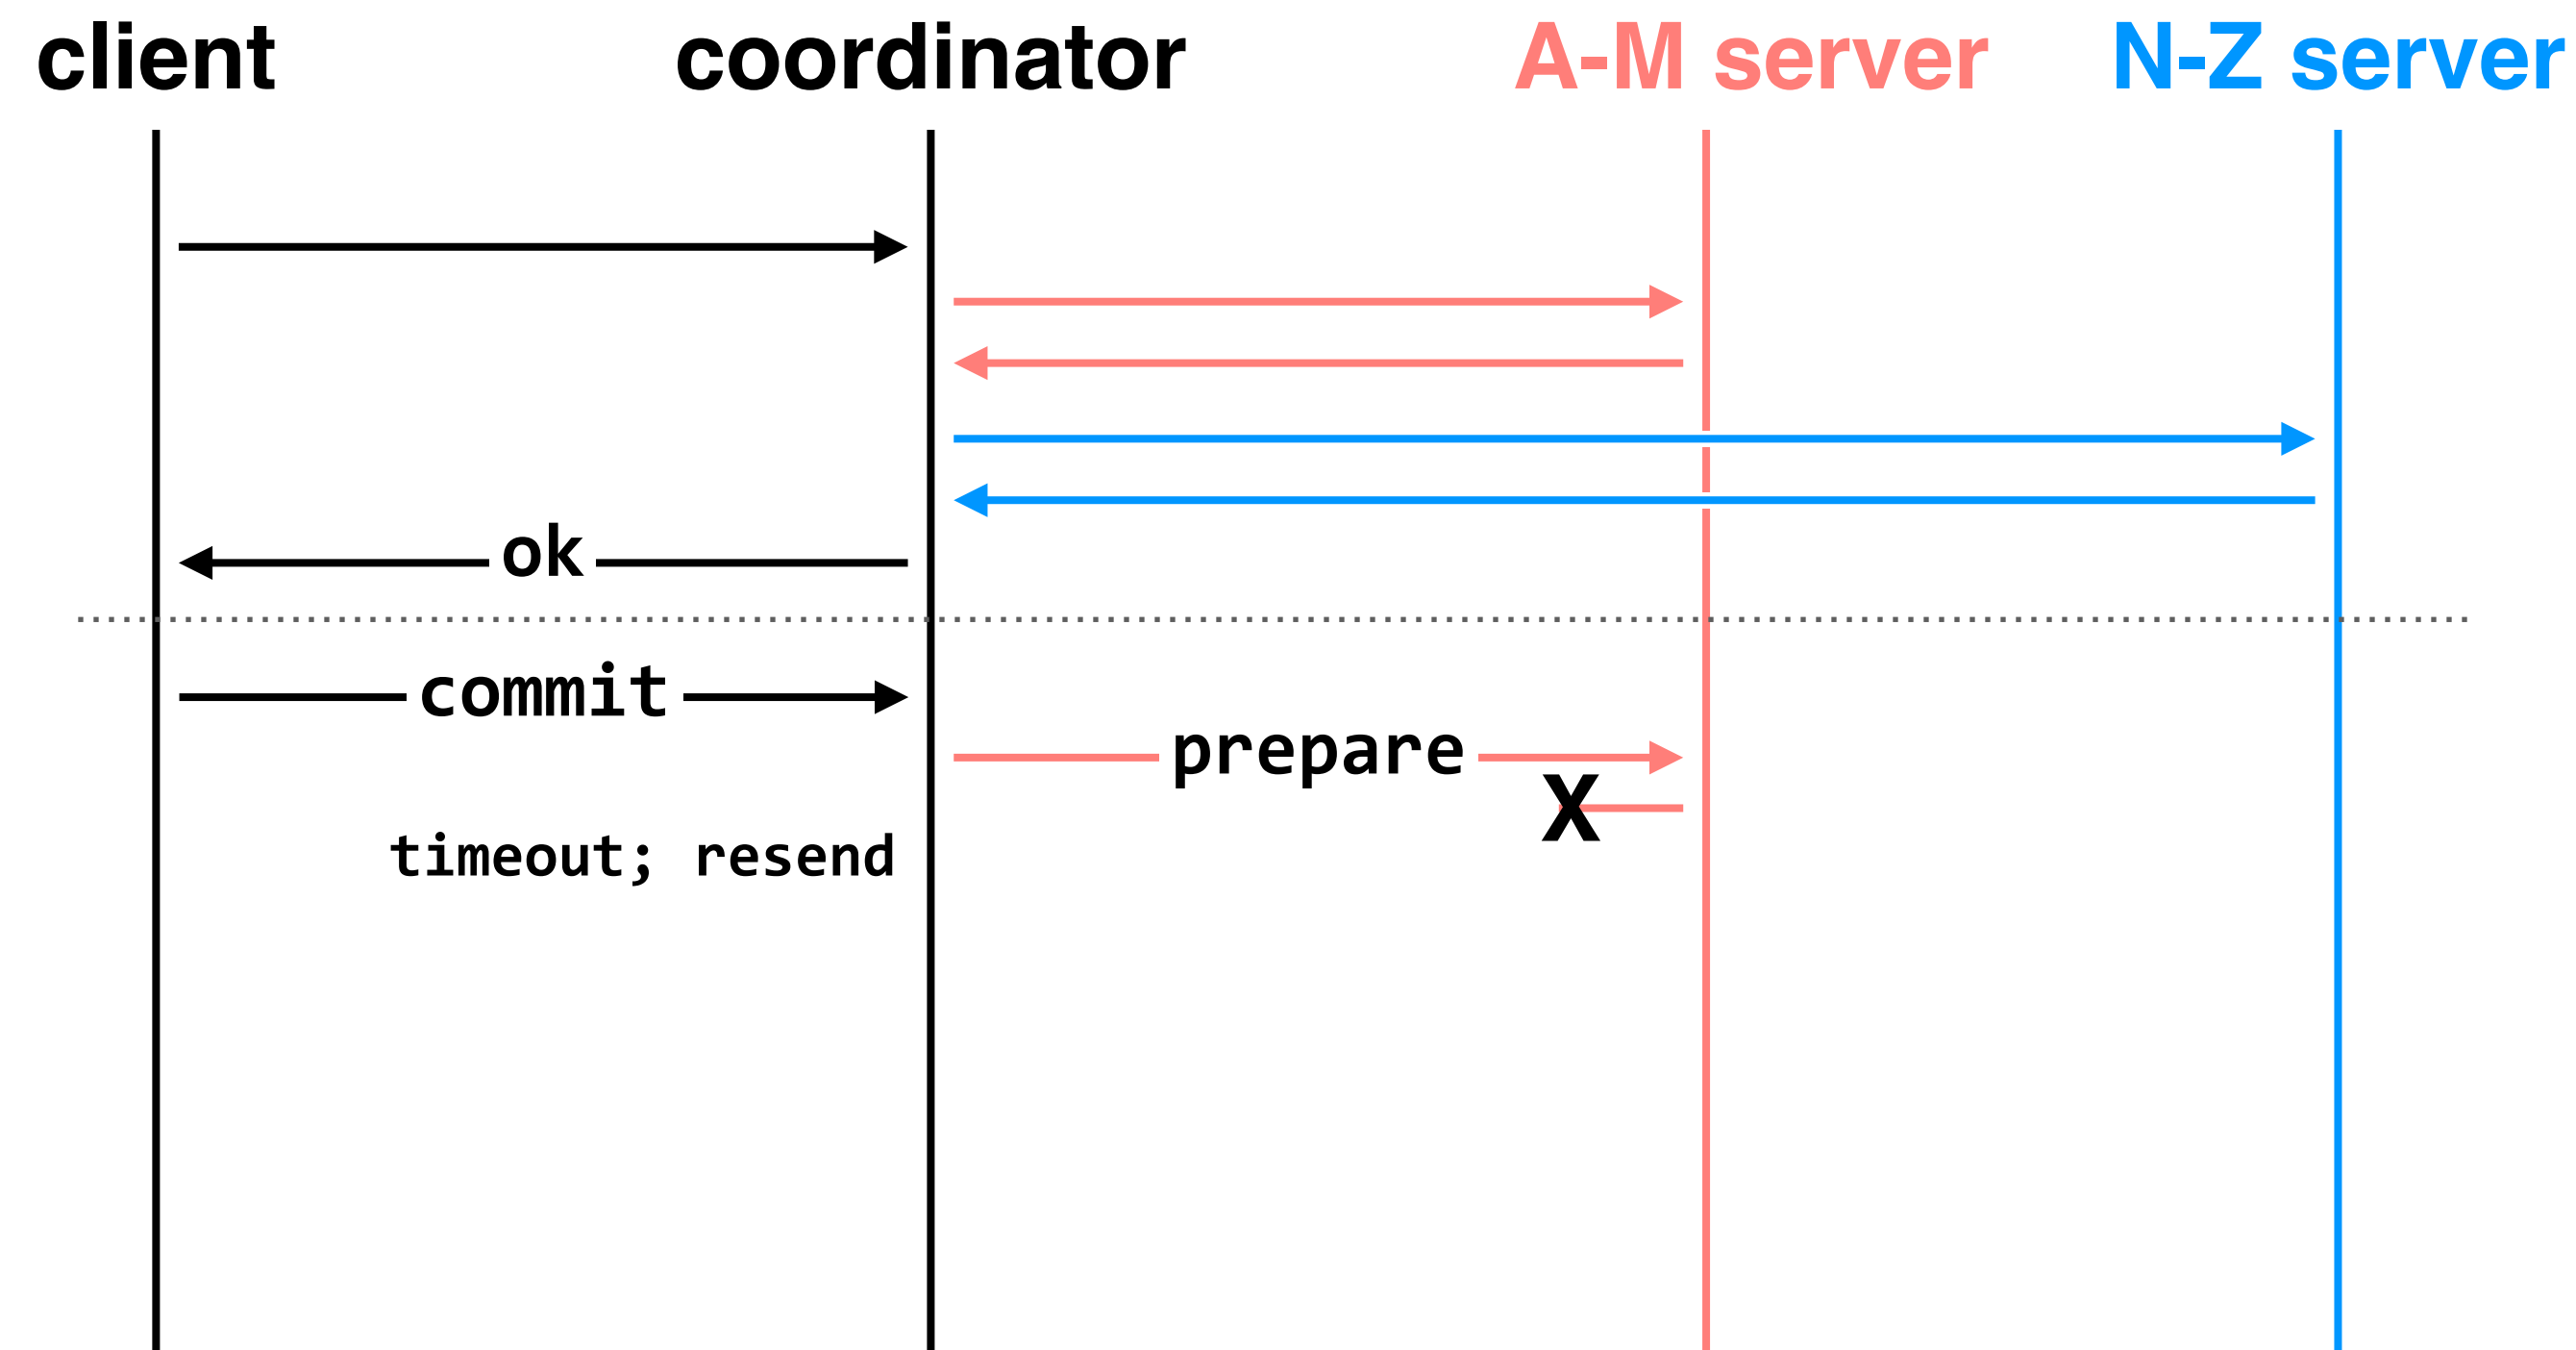 client coordinator A-M server N-Z server
ok
commit
prepare
X
timeout; resend